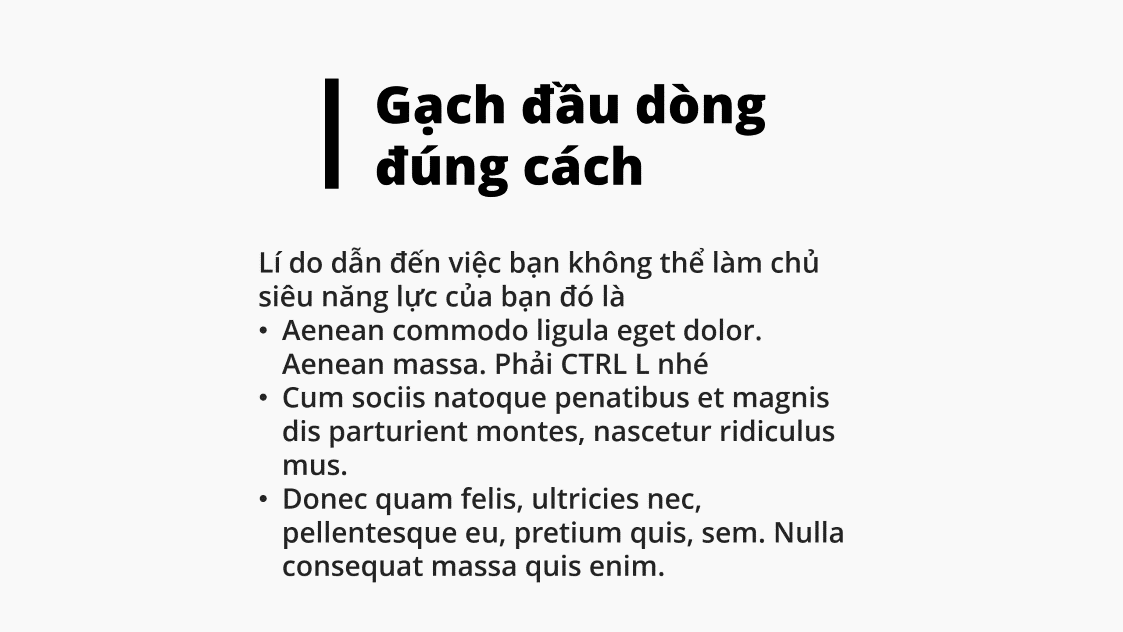 Gạch đầu dòng
đúng cách
Lí do dẫn đến việc bạn không thể làm chủ
siêu năng lực của bạn đó là
• Aenean commodo ligula eget dolor.
Aenean massa. Phải CTRL L nhé
• Cum sociis natoque penatibus et magnis
dis parturient montes, nascetur ridiculus
mus.
• Donec quam felis, ultricies nec,
pellentesque eu, pretium quis, sem. Nulla
consequat massa quis enim.